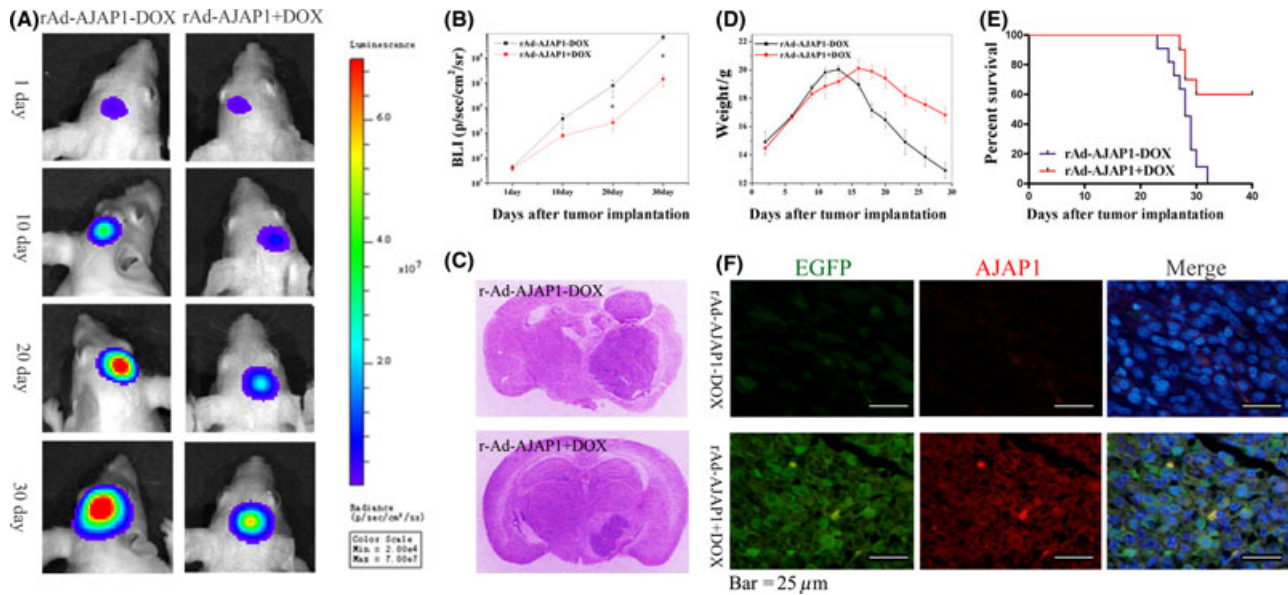 (A)
rAd-AJAP1-DOX rAd-AJAP1+DOX
1 day
10 day
20 day
30 day
Luminescence
6.0
4.0
x10⁷
2.0
Radiance
(p/sec/cm²/sr)
Color Scale
Min = 2.00e4
Max = 7.00e7
(B)
rAd-AJAP1-DOX
rAd-AJAP1+DOX
BLI (p/sec/cm²/sr)
*
*
1day 10day 20day 30day
Days after tumor implantation
(C)
r-Ad-AJAP1-DOX
r-Ad-AJAP1+DOX
(D)
rAd-AJAP1-DOX
rAd-AJAP1+DOX
Weight/g
20
18
16
14
12
0 5 10 15 20 25 30
Days after tumor implantation
(E)
Percent survival
100
80
60
40
20
0
rAd-AJAP1-DOX
rAd-AJAP1+DOX
0 10 20 30 40
Days after tumor implantation
(F)
EGFP AJAP1 Merge
rAd-AJAP1-DOX
rAd-AJAP1+DOX
Bar = 25 µm